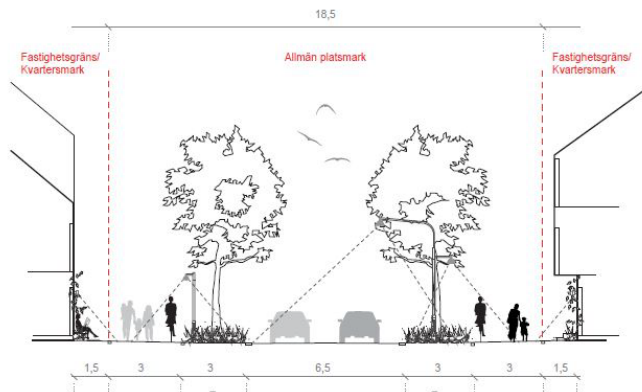 18,5
Fastighetsgräns/
Kvartersmark
Allmän platsmark
Fastighetsgräns/
Kvartersmark
1,5 3 3 6,5 3 3 1,5